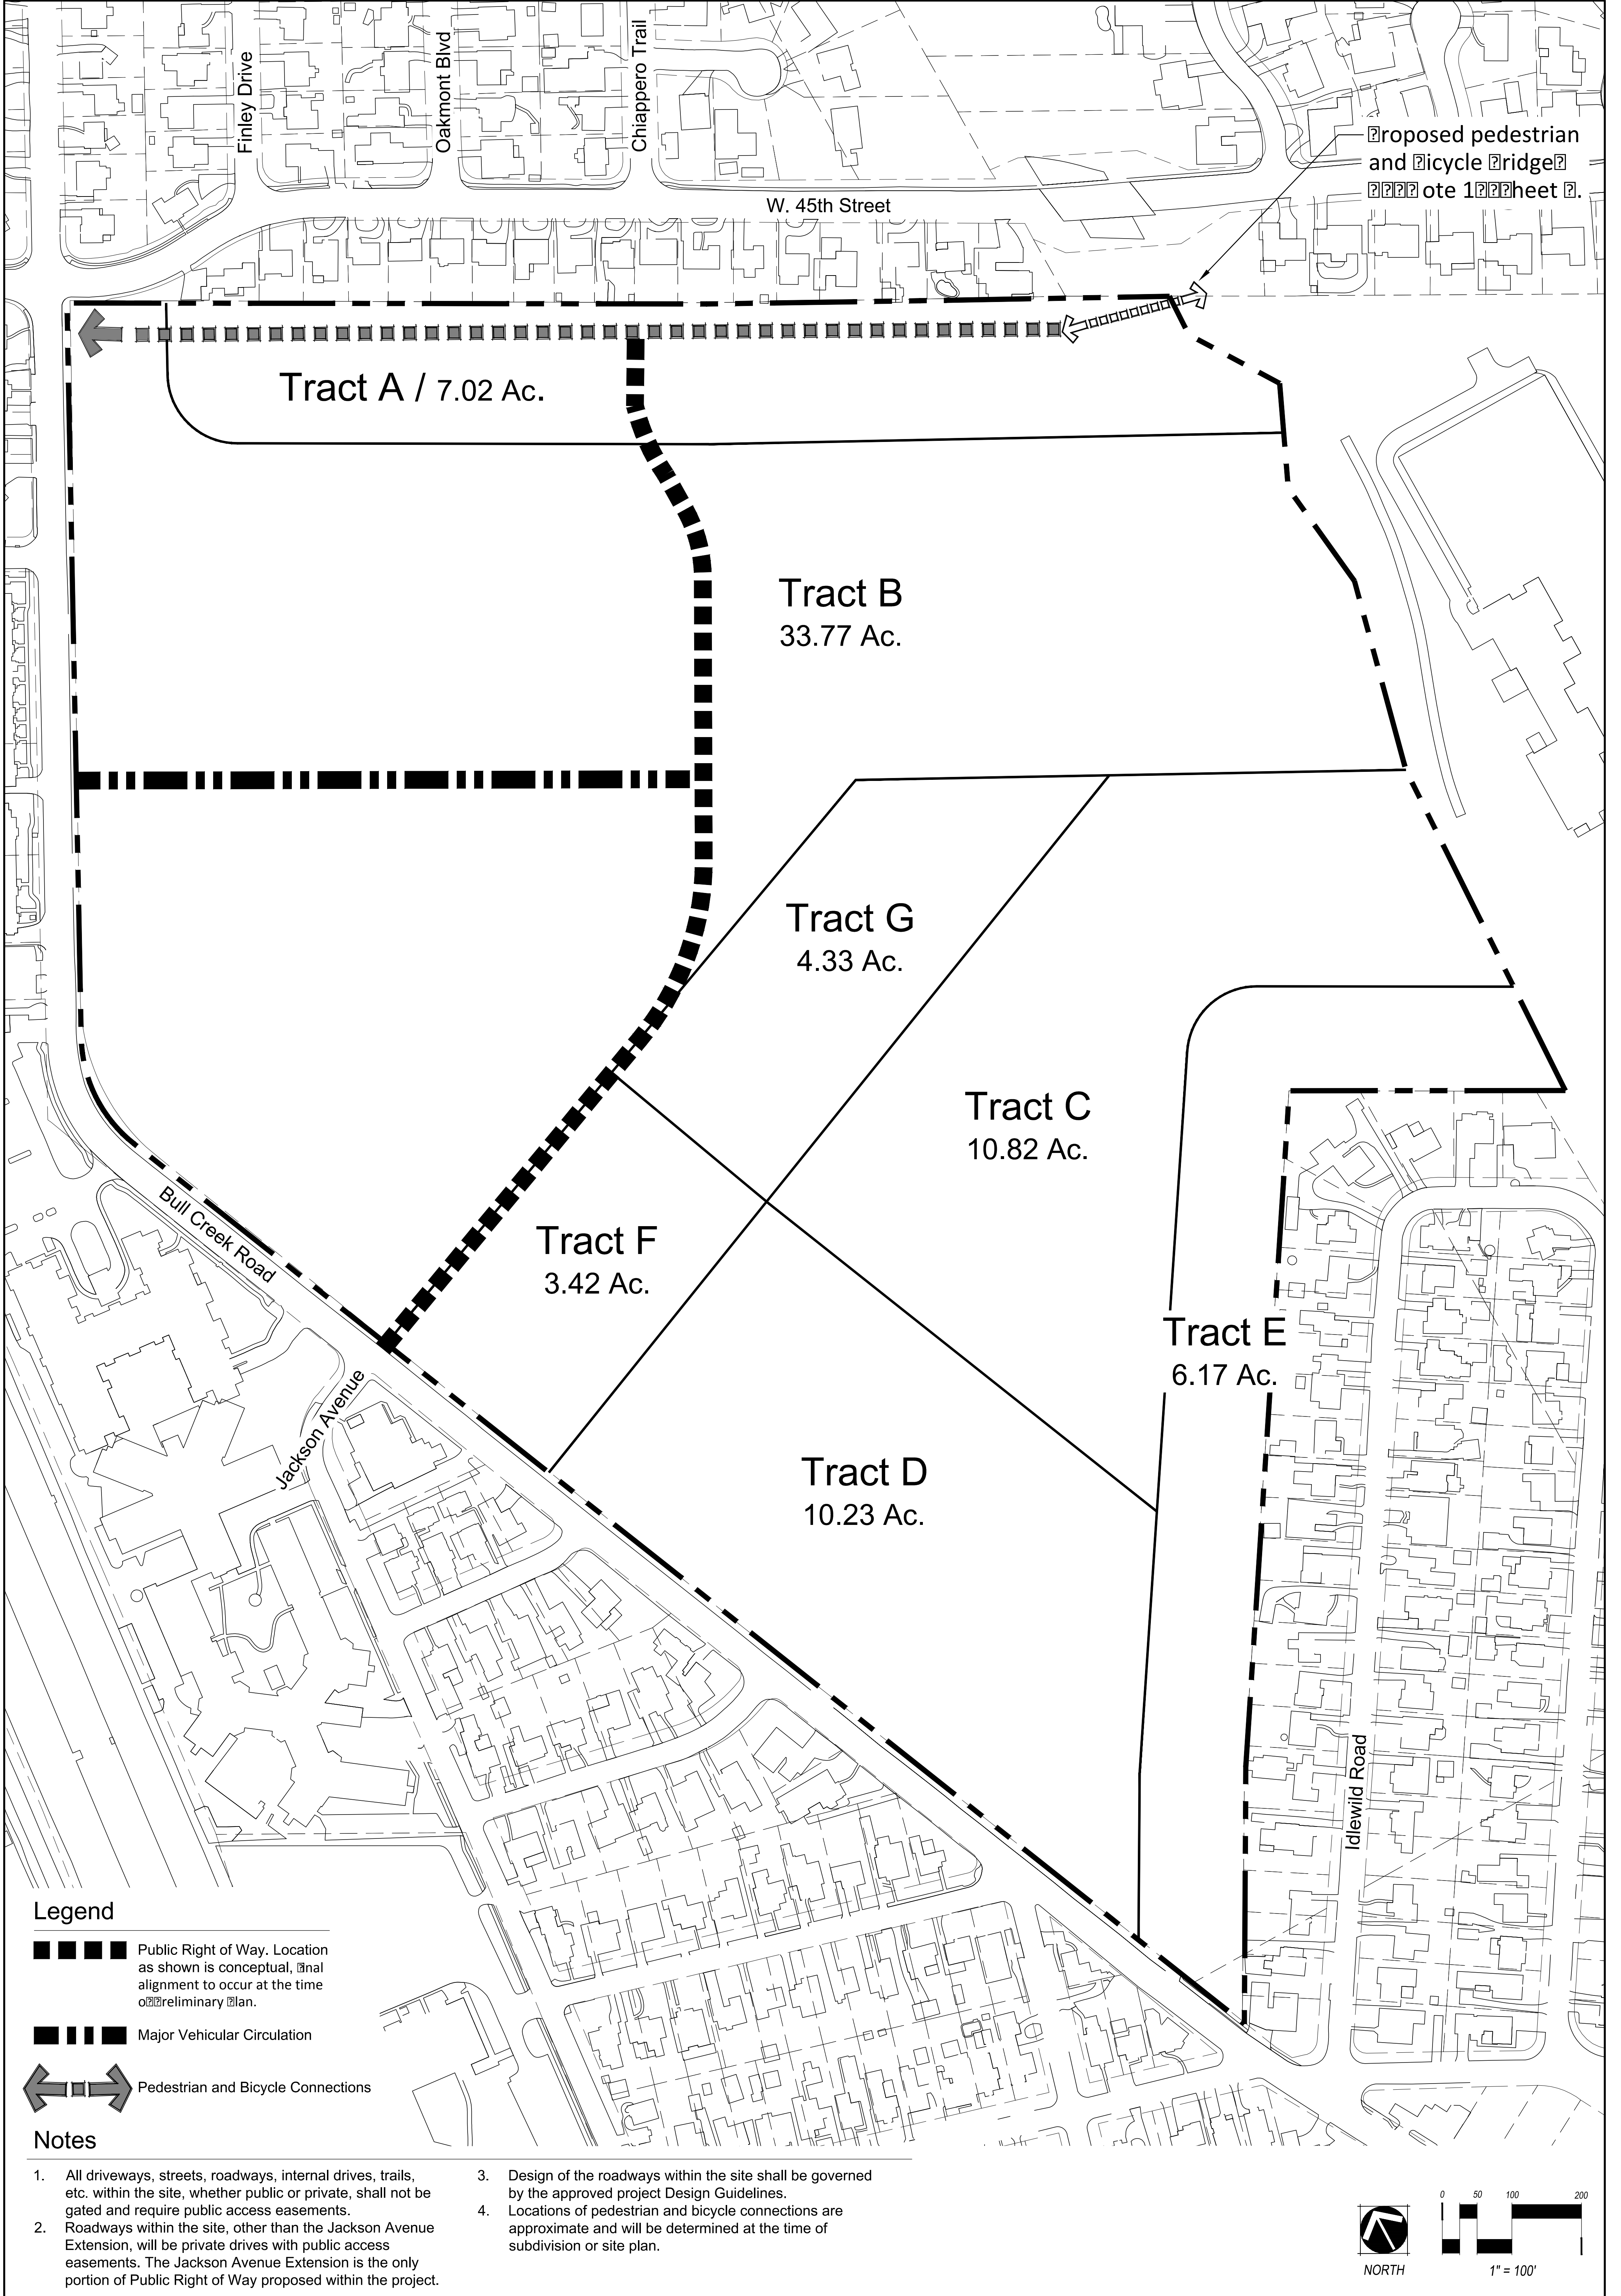 Finley Drive
Oakmont Blvd
Chiappero Trail
roposed pedestrian
and icycle ridge
ote 1 heet .
W. 45th Street
Tract A / 7.02 Ac.
Tract B
33.77 Ac.
Tract G
4.33 Ac.
Tract C
10.82 Ac.
Bull Creek Road
Tract F
3.42 Ac.
Tract E
6.17 Ac.
Jackson Avenue
Tract D
10.23 Ac.
Idlewild Road
Legend
Public Right of Way. Location
as shown is conceptual, nal
alignment to occur at the time
o reliminary lan.
Major Vehicular Circulation
Pedestrian and Bicycle Connections
Notes
1. All driveways, streets, roadways, internal drives, trails,
etc. within the site, whether public or private, shall not be
gated and require public access easements.
2. Roadways within the site, other than the Jackson Avenue
Extension, will be private drives with public access
easements. The Jackson Avenue Extension is the only
portion of Public Right of Way proposed within the project.
3. Design of the roadways within the site shall be governed
by the approved project Design Guidelines.
4. Locations of pedestrian and bicycle connections are
approximate and will be determined at the time of
subdivision or site plan.
NORTH
0 50 100 200
1" = 100'